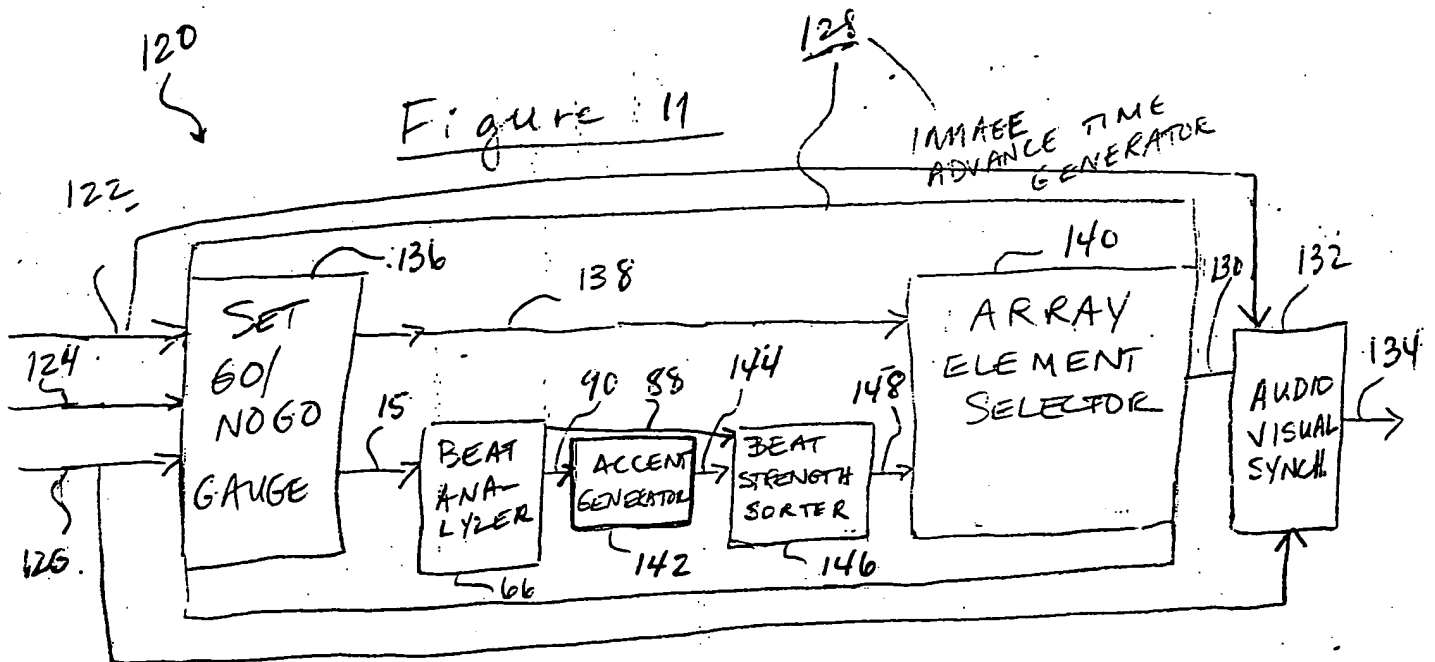 120
Figure 11
128
IMAGE
ADVANCE TIME
GENERATOR
122
136
138
140
130
132
134
SET
GO/
NOGO
GAUGE
124
15
BEAT
ANA-
LYZER
66
90
88
ACCENT
GENERATOR
142
144
BEAT
STRENGTH
SORTER
146
148
ARRAY
ELEMENT
SELECTOR
AUDIO
VISUAL
SYNCH.
126